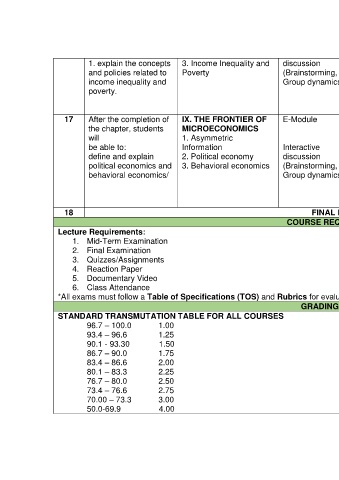 1. explain the concepts
and policies related to
income inequality and
poverty.
3. Income Inequality and
Poverty
discussion
(Brainstorming,
Group dynamics
17
After the completion of
the chapter, students
will
be able to:
define and explain
political economics and
behavioral economics/
IX. THE FRONTIER OF
MICROECONOMICS
1. Asymmetric
Information
2. Political economy
3. Behavioral economics
E-Module
Interactive
discussion
(Brainstorming,
Group dynamics
18
FINAL
COURSE REQ
Lecture Requirements:
1. Mid-Term Examination
2. Final Examination
3. Quizzes/Assignments
4. Reaction Paper
5. Documentary Video
6. Class Attendance
*All exams must follow a Table of Specifications (TOS) and Rubrics for evalu
GRADING
STANDARD TRANSMUTATION TABLE FOR ALL COURSES
96.7 – 100.0 1.00
93.4 – 96.6 1.25
90.1 - 93.30 1.50
86.7 – 90.0 1.75
83.4 – 86.6 2.00
80.1 – 83.3 2.25
76.7 – 80.0 2.50
73.4 – 76.6 2.75
70.00 – 73.3 3.00
50.0-69.9 4.00